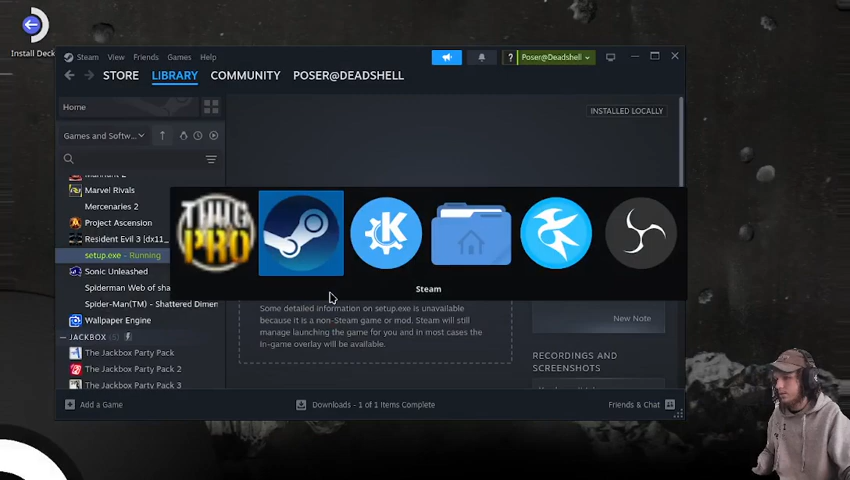 Install Deck
Steam View Friends Games Help
? Poser@Deadshell
STORE LIBRARY COMMUNITY POSER@DEADSHELL
Home
INSTALLED LOCALLY
Games and Softw...
Marvel Rivals
Mercenaries 2
Project Ascension
Resident Evil 3 (dx11_
setup.exe - Running
Sonic Unleashed
Spiderman Web of sha
Spider-Man(TM) - Shattered Dimen
Wallpaper Engine
THUG
PRO
Steam
Some detailed information on setup.exe is unavailable
because it is a non-Steam game or mod. Steam will still
manage launching the game for you and in most cases the
in-game overlay will be available.
New Note
RECORDINGS AND
SCREENSHOTS
JACKBOX (5)
The Jackbox Party Pack
The Jackbox Party Pack 2
The Jackbox Party Pack 3
Add a Game
Downloads - 1 of 1 Items Complete
Friends & Chat